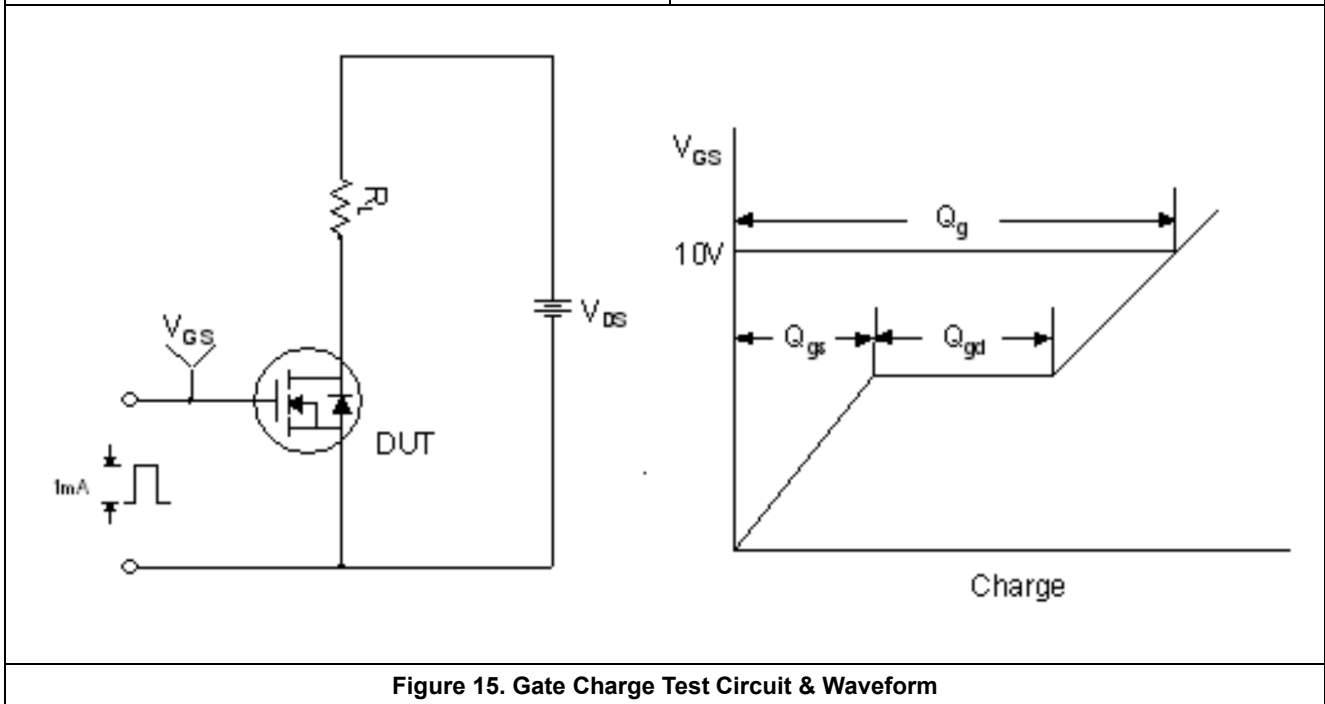 R_L
V_GS
V_DS
DUT
1mA
V_GS
Q_g
10V
Q_gs
Q_gd
Charge
Figure 15. Gate Charge Test Circuit & Waveform